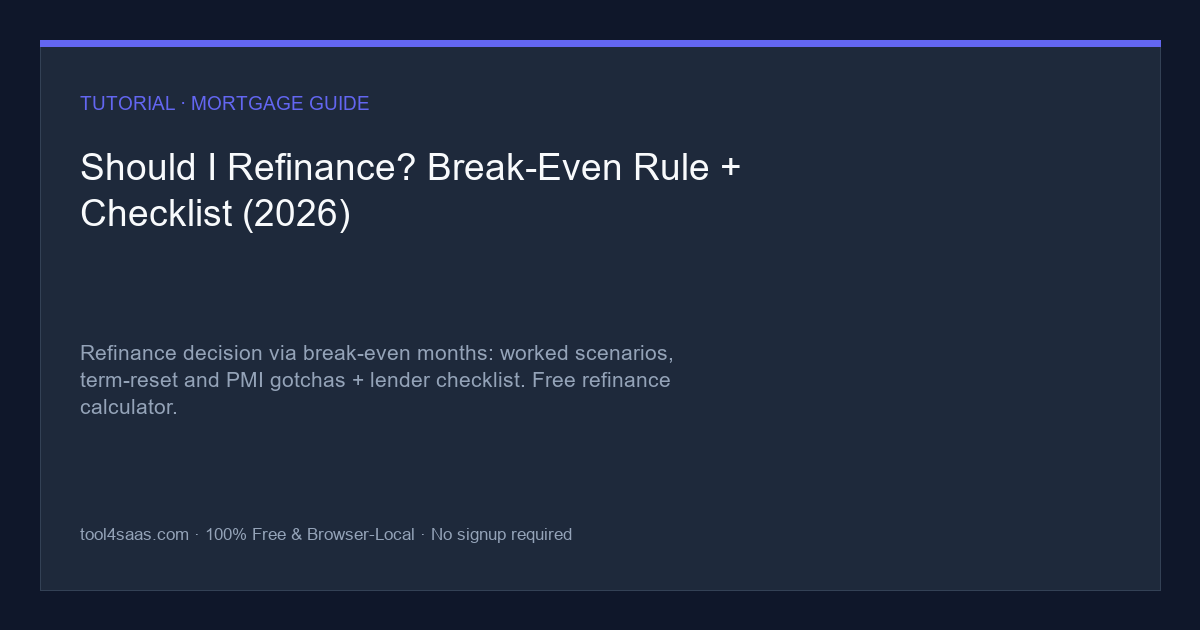 TUTORIAL · MORTGAGE GUIDE
Should I Refinance? Break-Even Rule +
Checklist (2026)
Refinance decision via break-even months: worked scenarios,
term-reset and PMI gotchas + lender checklist. Free refinance
calculator.
tool4saas.com · 100% Free & Browser-Local · No signup required